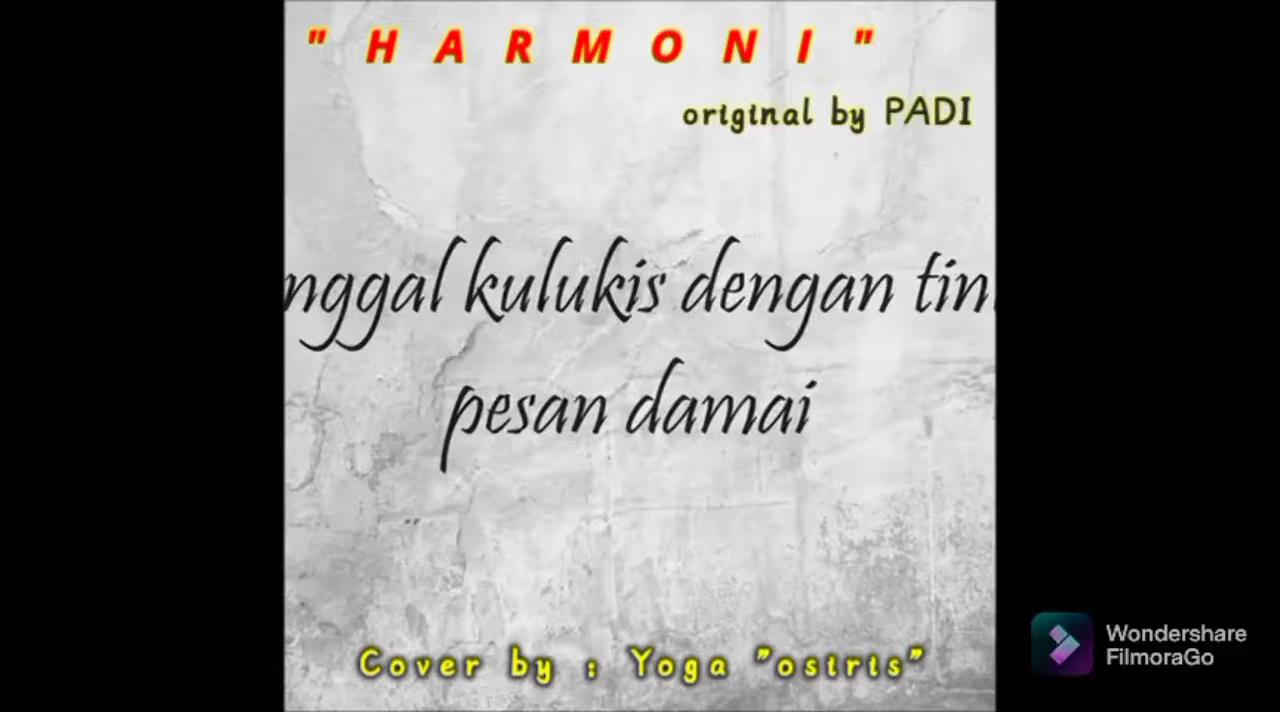 " H A R M O N I "
original by PADI
nggal kulukis dengan tin
pesan damai
Cover by : Yoga "osiris"
Wondershare
FilmoraGo